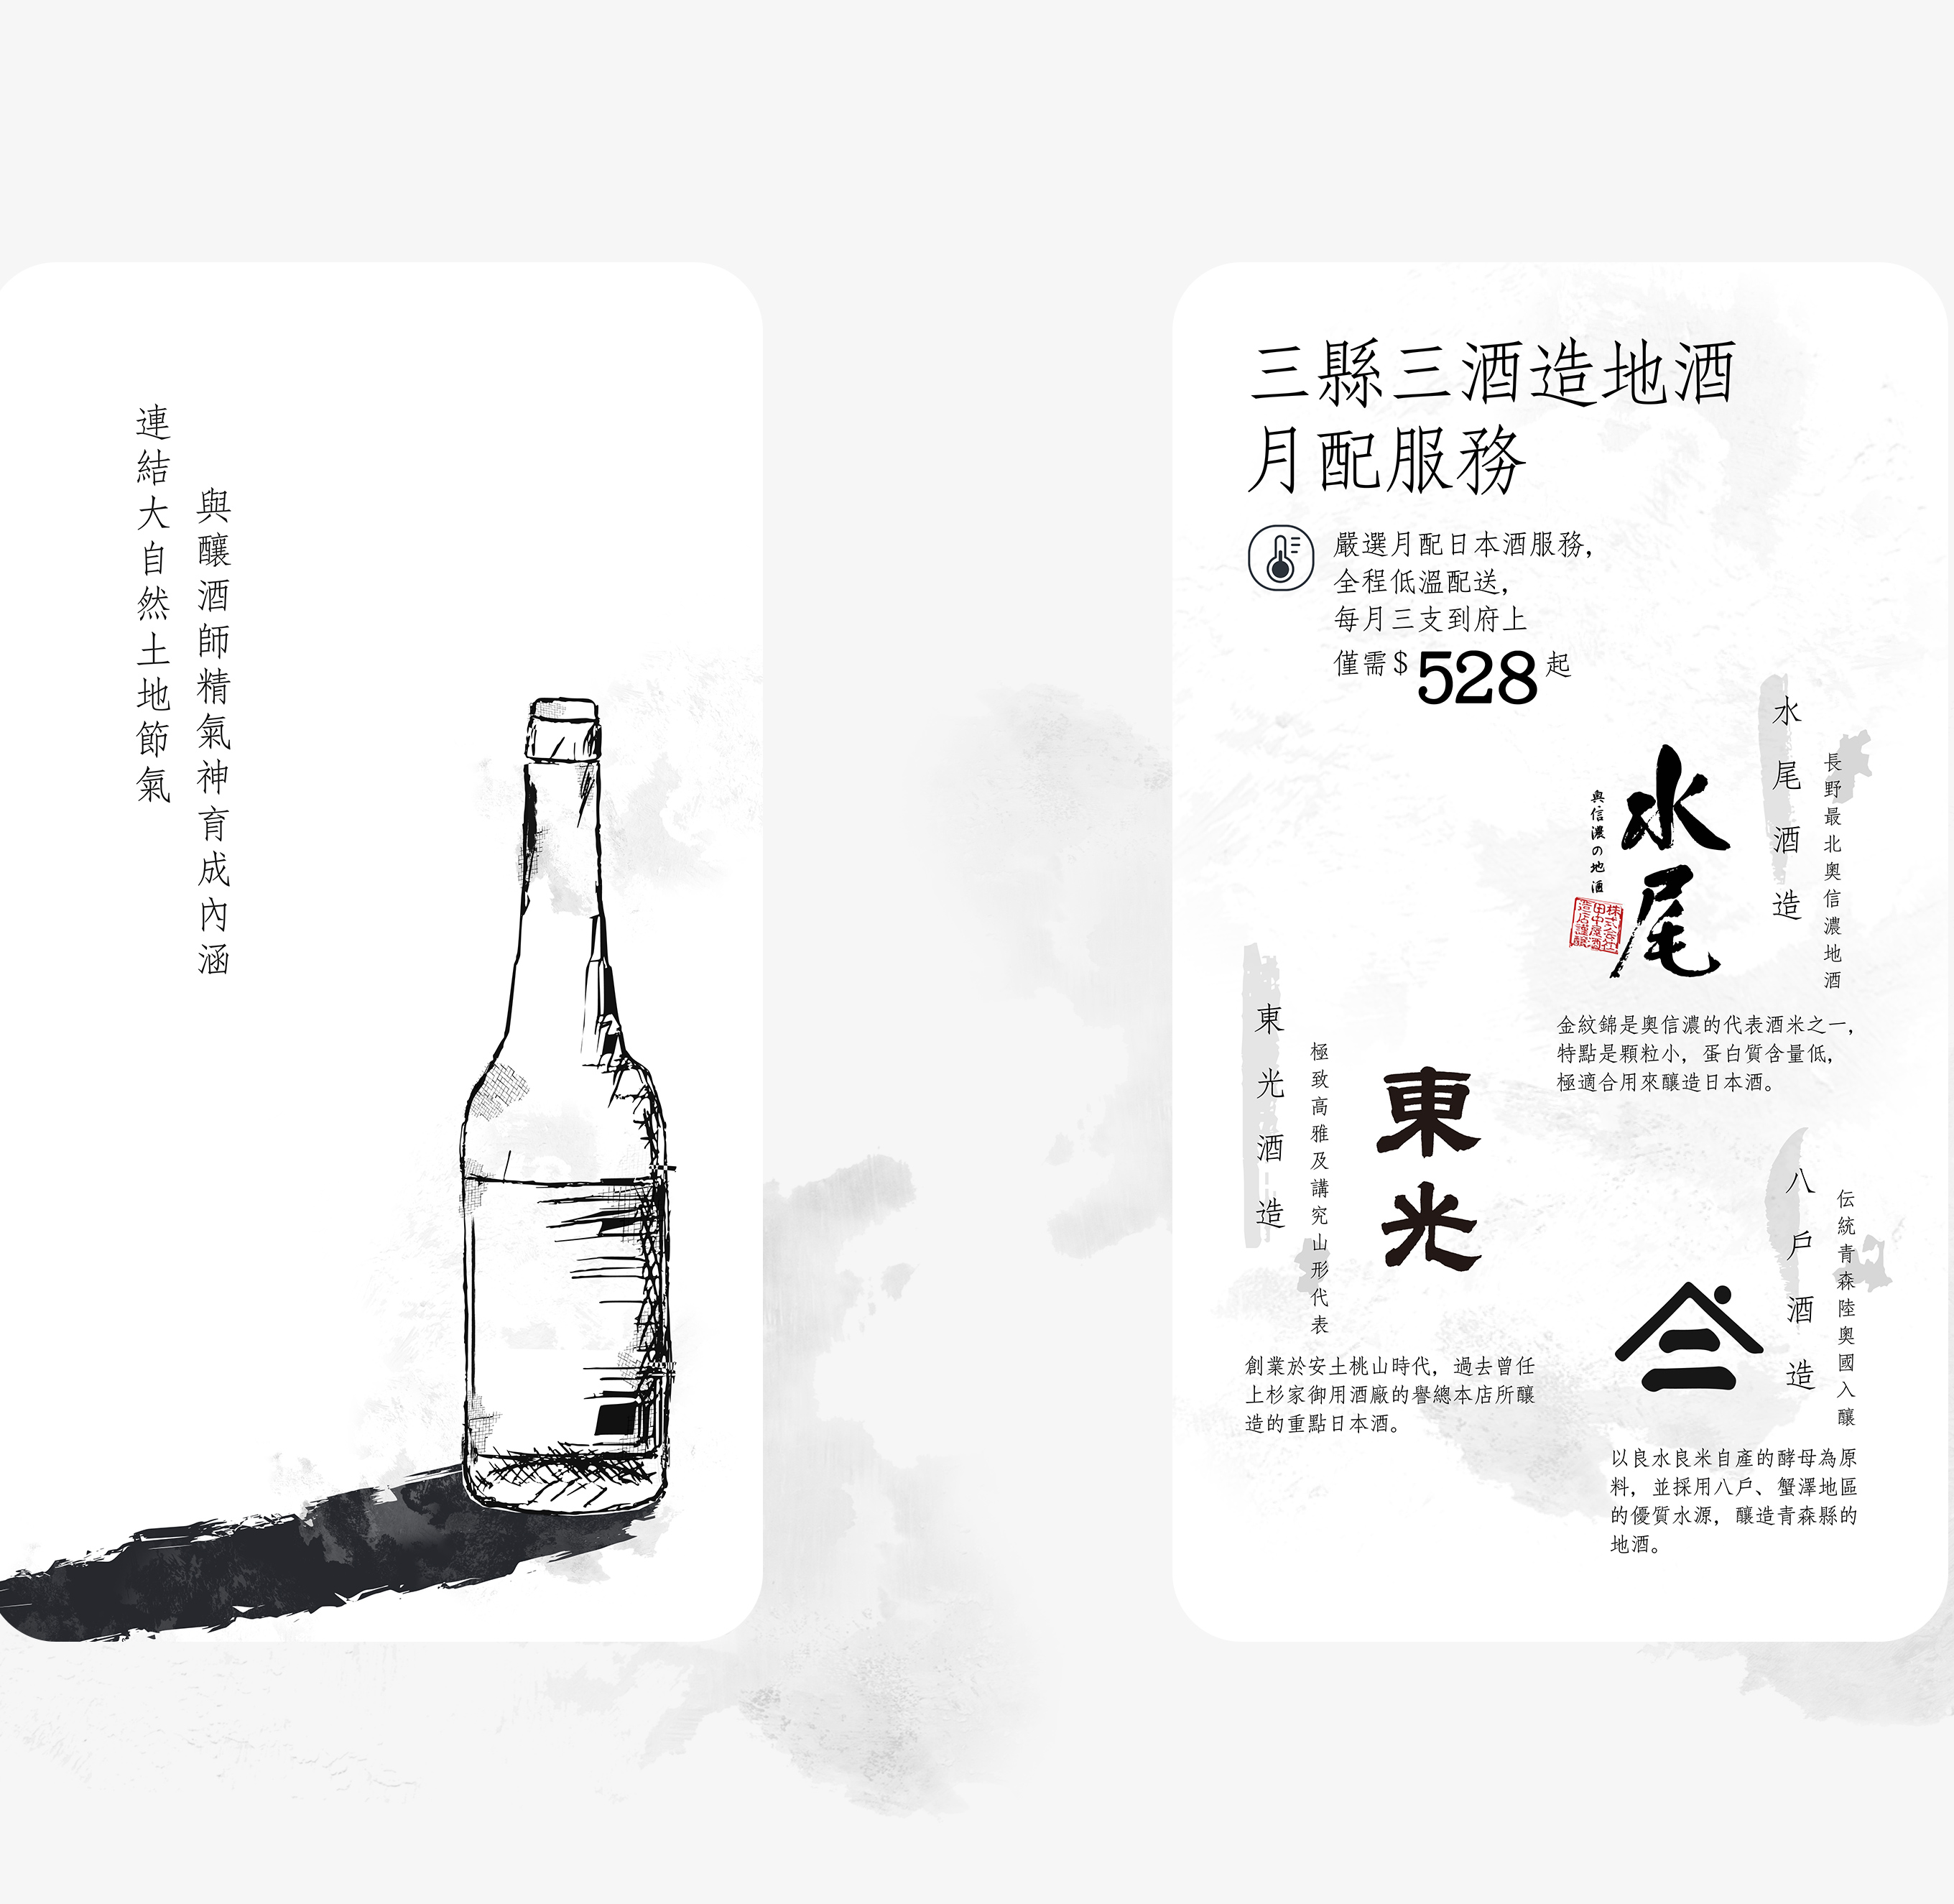 連結大自然土地節氣
與釀酒師精氣神育成內涵
三縣三酒造地酒
月配服務
嚴選月配日本酒服務,
全程低溫配送,
每月三支到府上
僅需$528起
水尾酒造
長野最北奧信濃地酒
水尾
奥信濃の地酒
株式会社
田中屋酒
造店謹醸
金紋錦是奧信濃的代表酒米之一,
特點是顆粒小, 蛋白質含量低,
極適合用來釀造日本酒。
東光酒造
極致高雅及講究山形代表
東光
創業於安土桃山時代, 過去曾任
上杉家御用酒廠的譽總本店所釀
造的重點日本酒。
八戶酒造
伝統青森陸奧國入釀
以良水良米自產的酵母為原
料, 並採用八戶、蟹澤地區
的優質水源, 釀造青森縣的
地酒。